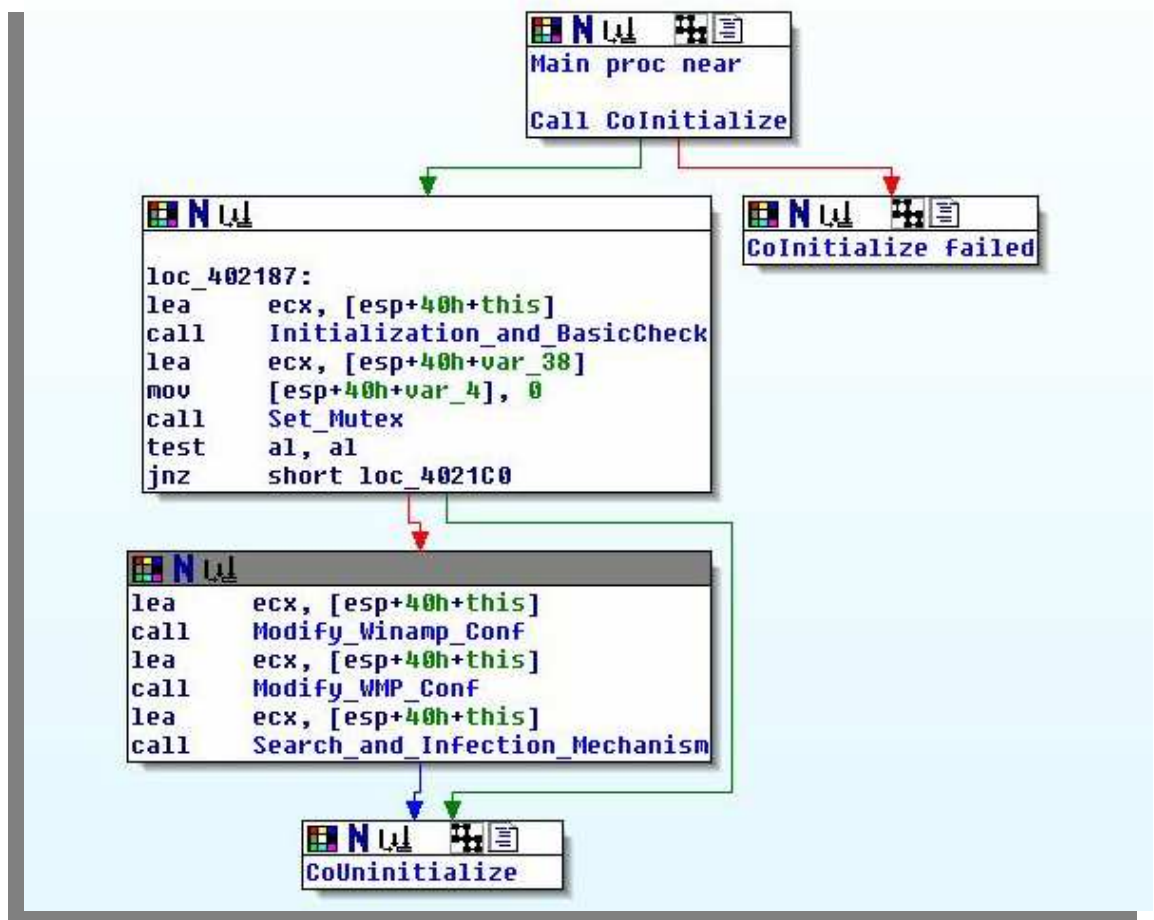 Main proc near
Call CoInitialize
CoInitialize failed
loc_402187:
lea ecx, [esp+40h+this]
call Initialization_and_BasicCheck
lea ecx, [esp+40h+var_38]
mov [esp+40h+var_4], 0
call Set_Mutex
test al, al
jnz short loc_4021C0
lea ecx, [esp+40h+this]
call Modify_Winamp_Conf
lea ecx, [esp+40h+this]
call Modify_WMP_Conf
lea ecx, [esp+40h+this]
call Search_and_Infection_Mechanism
CoUninitialize